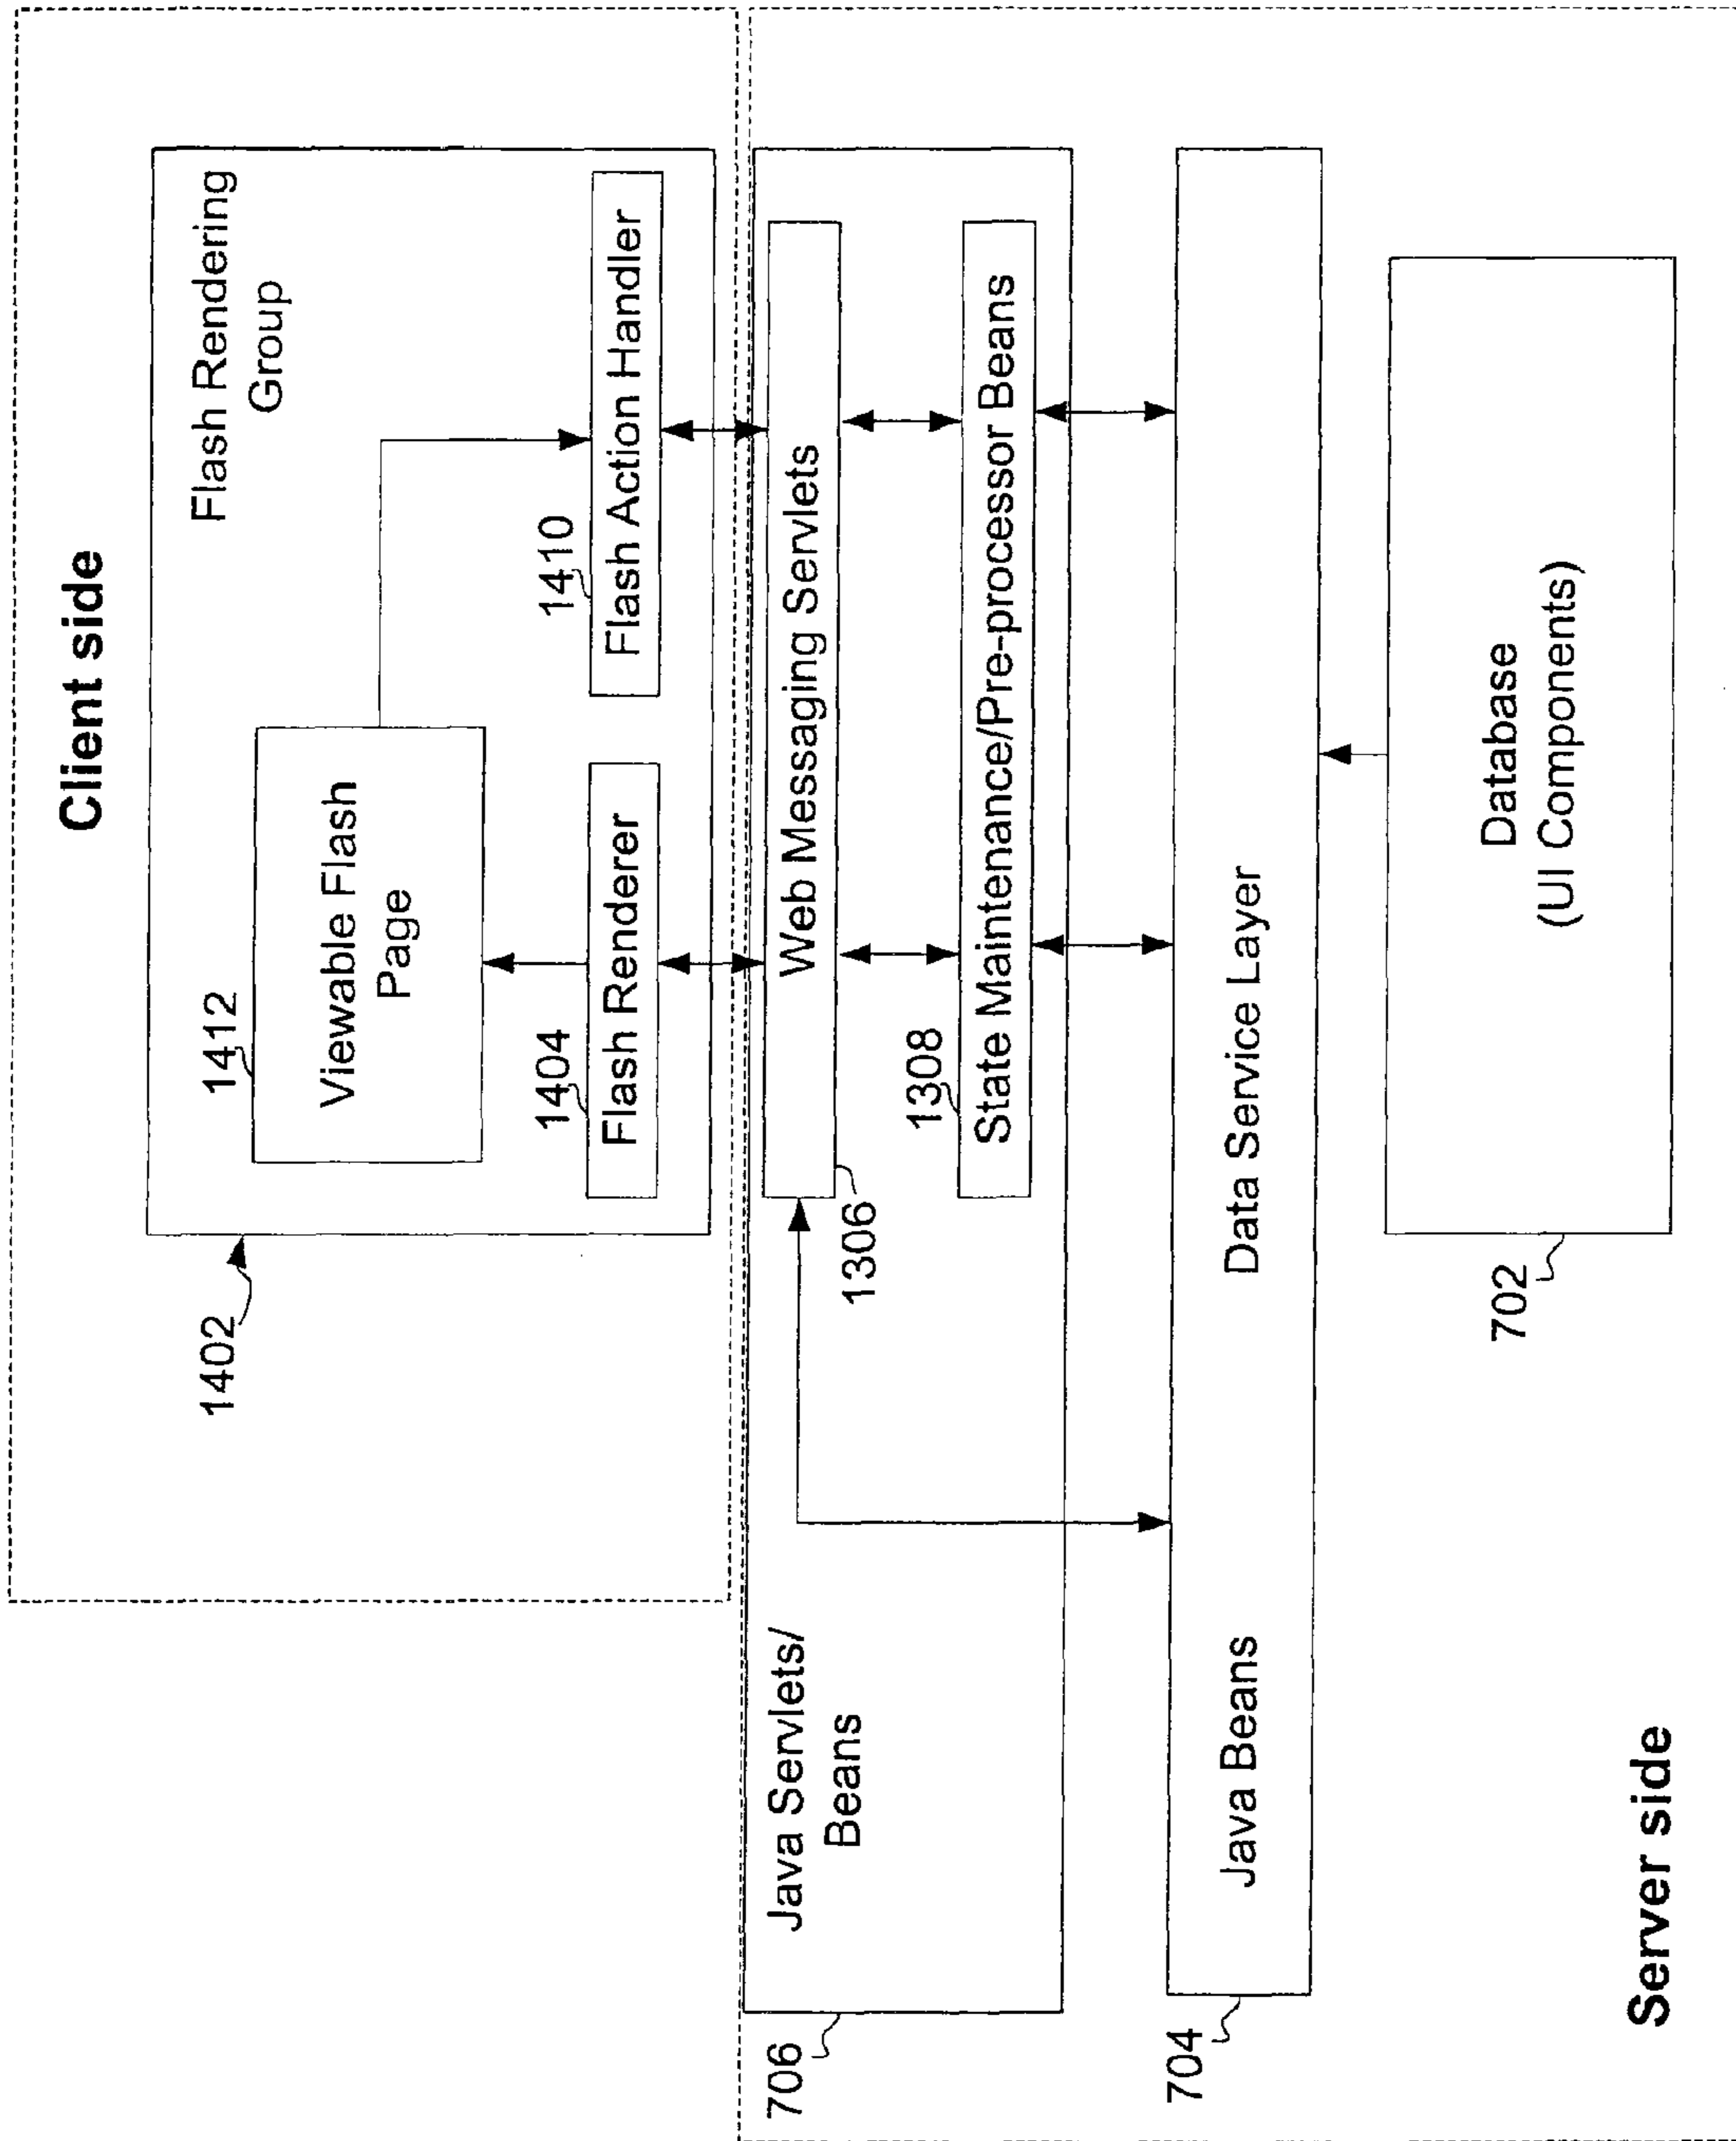 Client side
Flash Rendering
Group
1402
1412
Viewable Flash
Page
1404
Flash Renderer
1410
Flash Action Handler
706
Java Servlets/
Beans
Web Messaging Servlets
1306
1308
State Maintenance/Pre-processor Beans
704
Java Beans
Data Service Layer
702
Database
(UI Components)
Server side